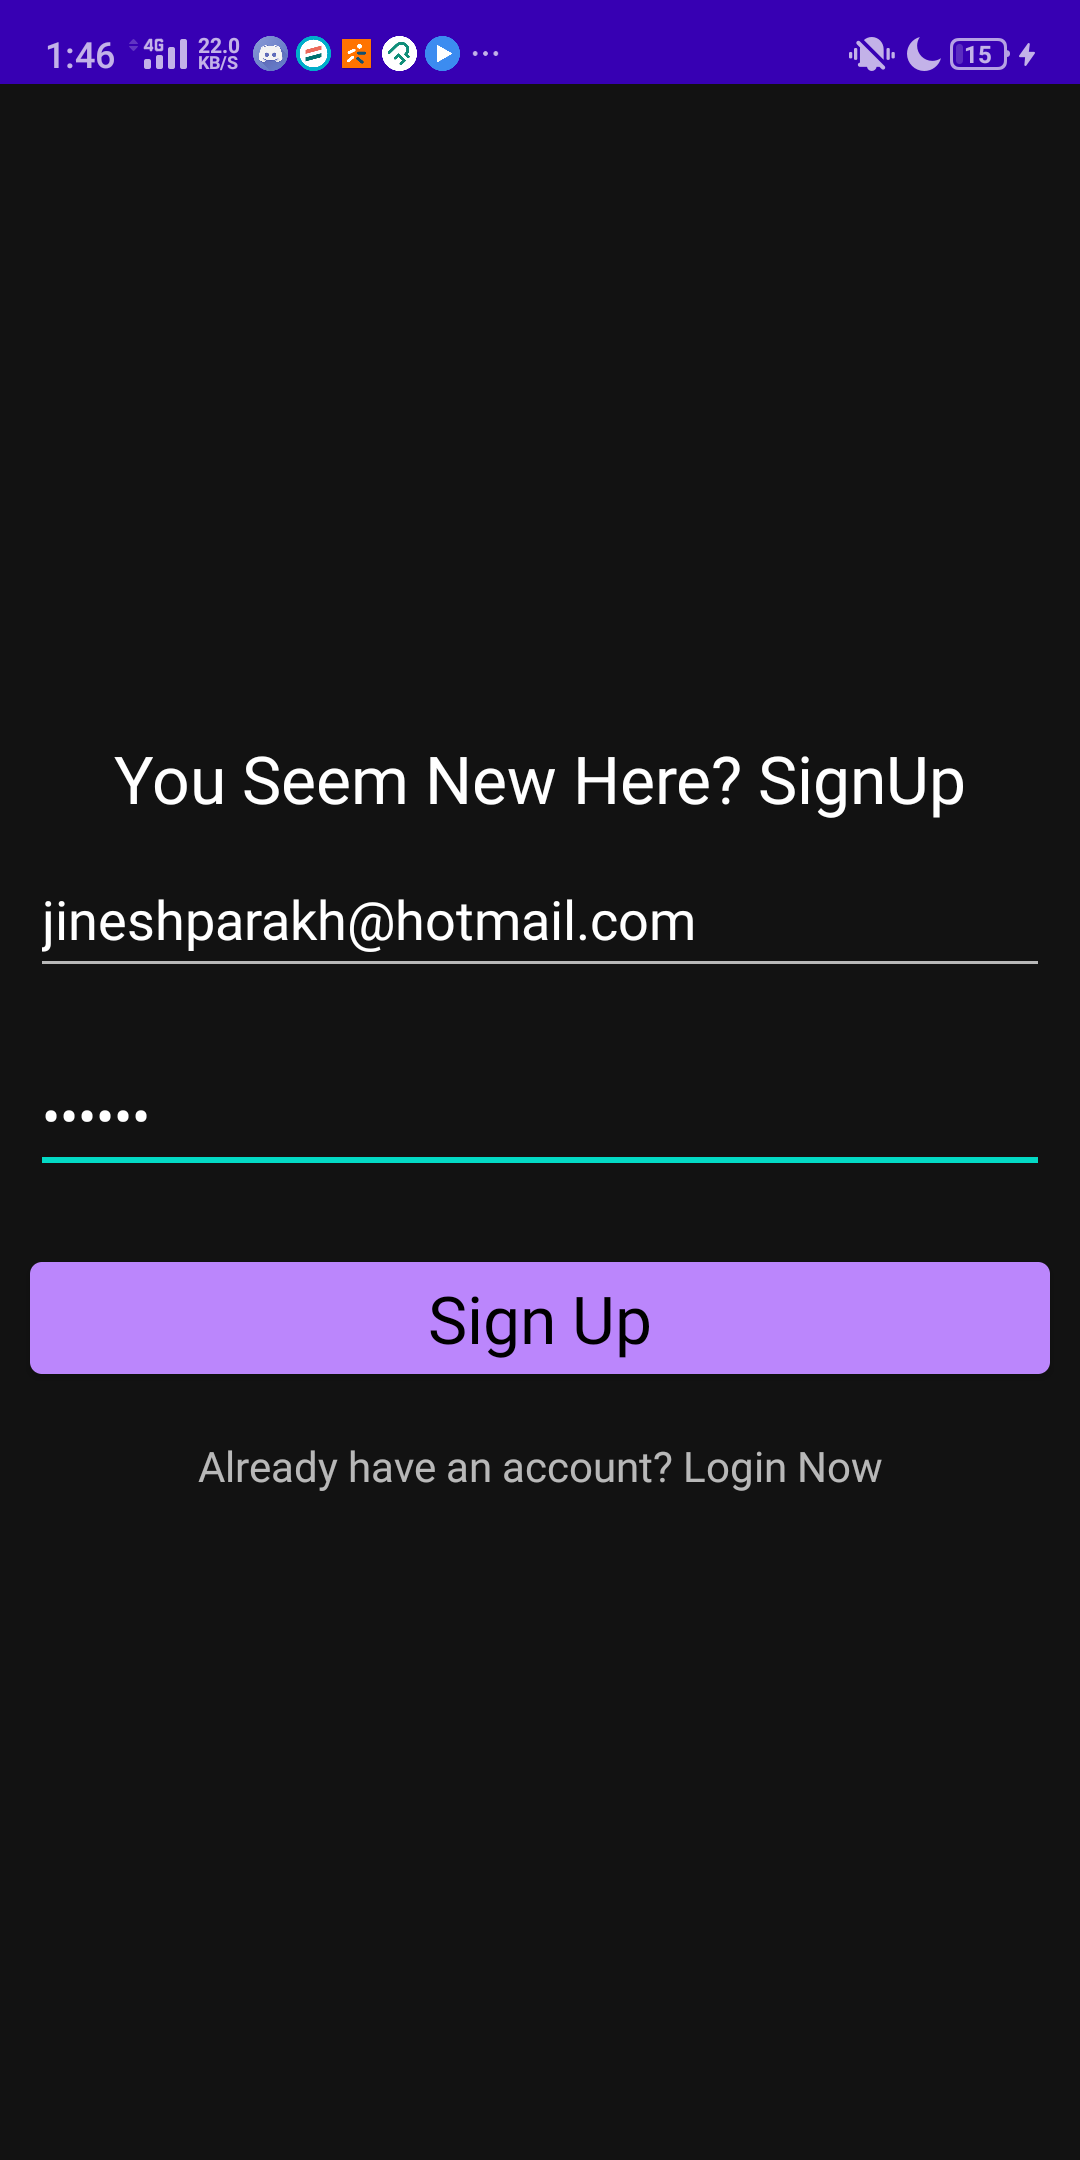 1:46 4G 22.0 KB/S ... 15
You Seem New Here? SignUp
jineshparakh@hotmail.com
••••••
Sign Up
Already have an account? Login Now